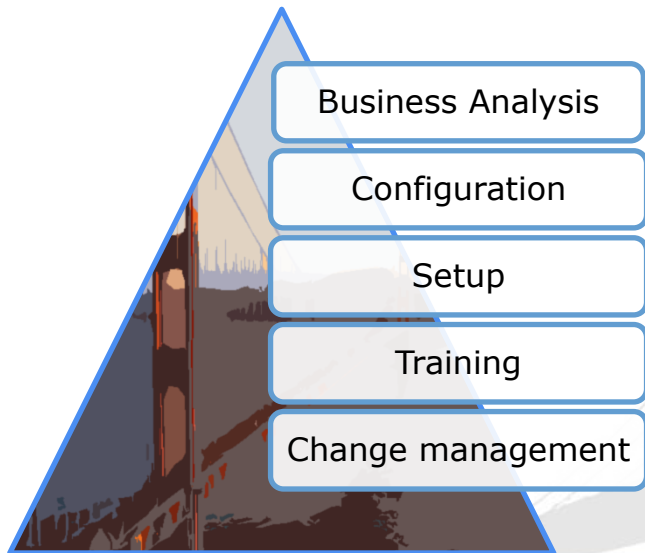 Business Analysis
Configuration
Setup
Training
Change management